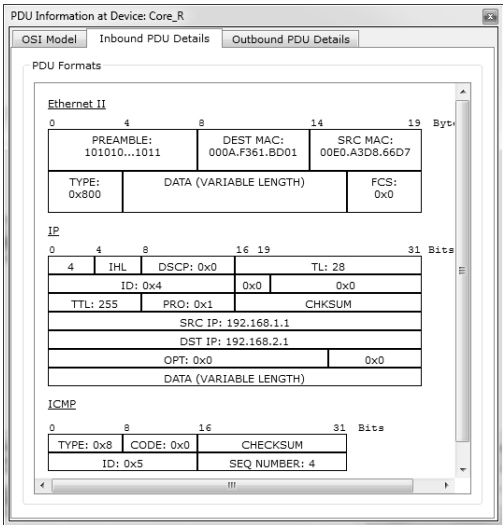 PDU Information at Device: Core_R
OSI Model Inbound PDU Details Outbound PDU Details
PDU Formats
Ethernet II
0 4 8 14 19 Byt
PREAMBLE: DEST MAC: SRC MAC:
101010...1011 000A.F361.BD01 00E0.A3D8.66D7
TYPE: DATA (VARIABLE LENGTH) FCS:
0x800 0x0
IP
0 4 8 16 19 31 Bits
4 IHL DSCP: 0x0 TL: 28
ID: 0x4 0x0 0x0
TTL: 255 PRO: 0x1 CHKSUM
SRC IP: 192.168.1.1
DST IP: 192.168.2.1
OPT: 0x0 0x0
DATA (VARIABLE LENGTH)
ICMP
0 8 16 31 Bits
TYPE: 0x8 CODE: 0x0 CHECKSUM
ID: 0x5 SEQ NUMBER: 4